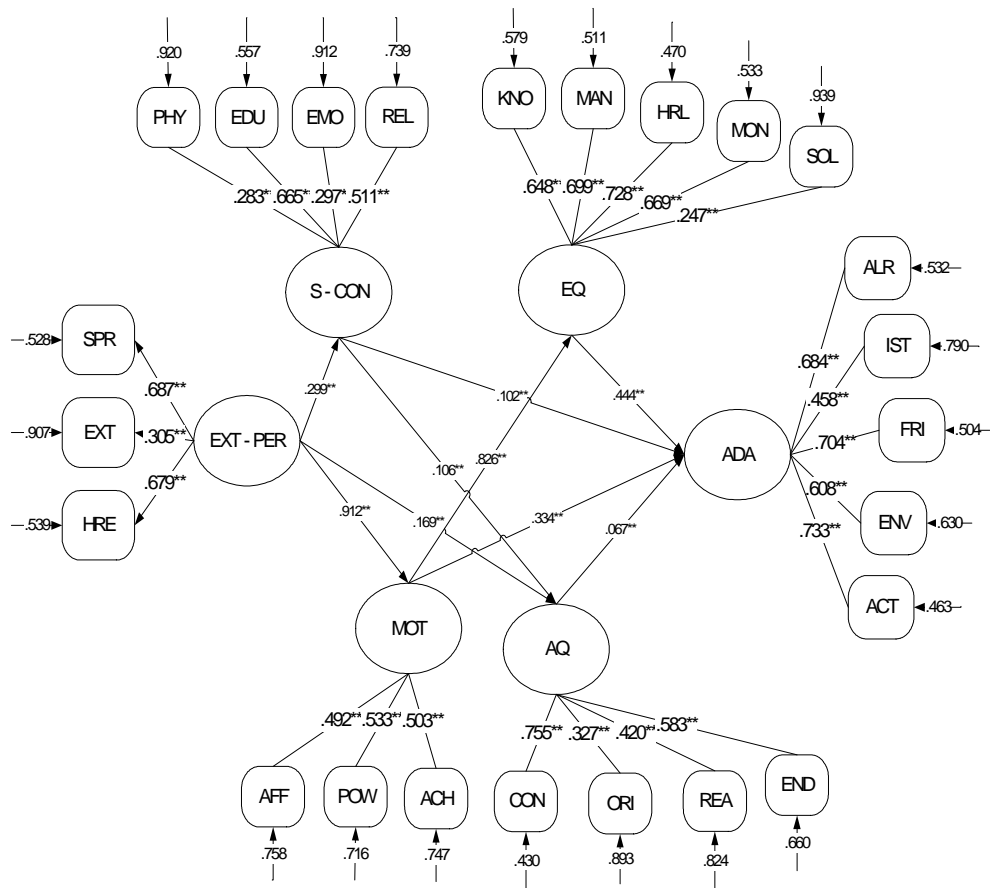 .920
.557
.912
.739
.579
.511
.470
.533
.939
PHY
EDU
EMO
REL
KNO
MAN
HRL
MON
SOL
.283*
.665*
.297*
.511**
.648**
.699**
.728**
.669**
.247**
S - CON
EQ
ALR
.532
IST
.790
FRI
.504
ENV
.630
ACT
.463
.684**
.458**
.704**
.608**
.733**
.528
SPR
.907
EXT
.539
HRE
.687**
.305**
.679**
EXT - PER
ADA
.299**
.102**
.444**
.106**
.826**
.912**
.169**
.334**
.067**
MOT
AQ
.492**
.533**
.503**
.755**
.327**
.420**
.583**
AFF
POW
ACH
CON
ORI
REA
END
.758
.716
.747
.430
.893
.824
.660